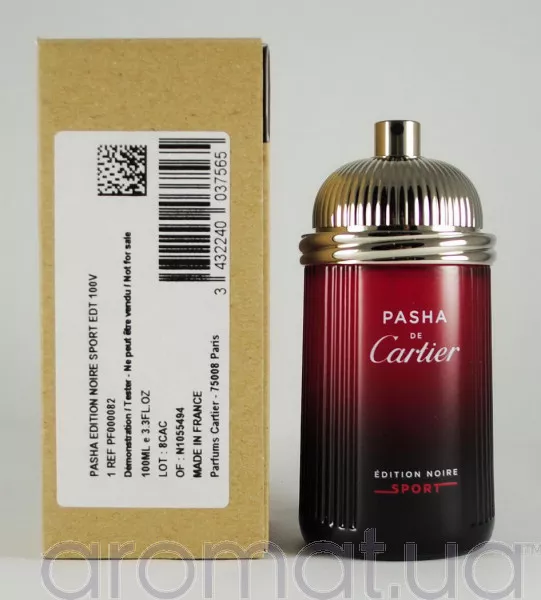 PASHA EDITION NOIRE SPORT EDT 100V
1 REF PF000082
Démonstration / Tester - Ne peut être vendu / Not for sale
100ML e 3.3FL.OZ
LOT : 8CAC
OF : N1055494
MADE IN FRANCE
Parfums Cartier - 75008 Paris
3 432240 037565
PASHA
DE
Cartier
ÉDITION NOIRE
SPORT
aromat.ua™